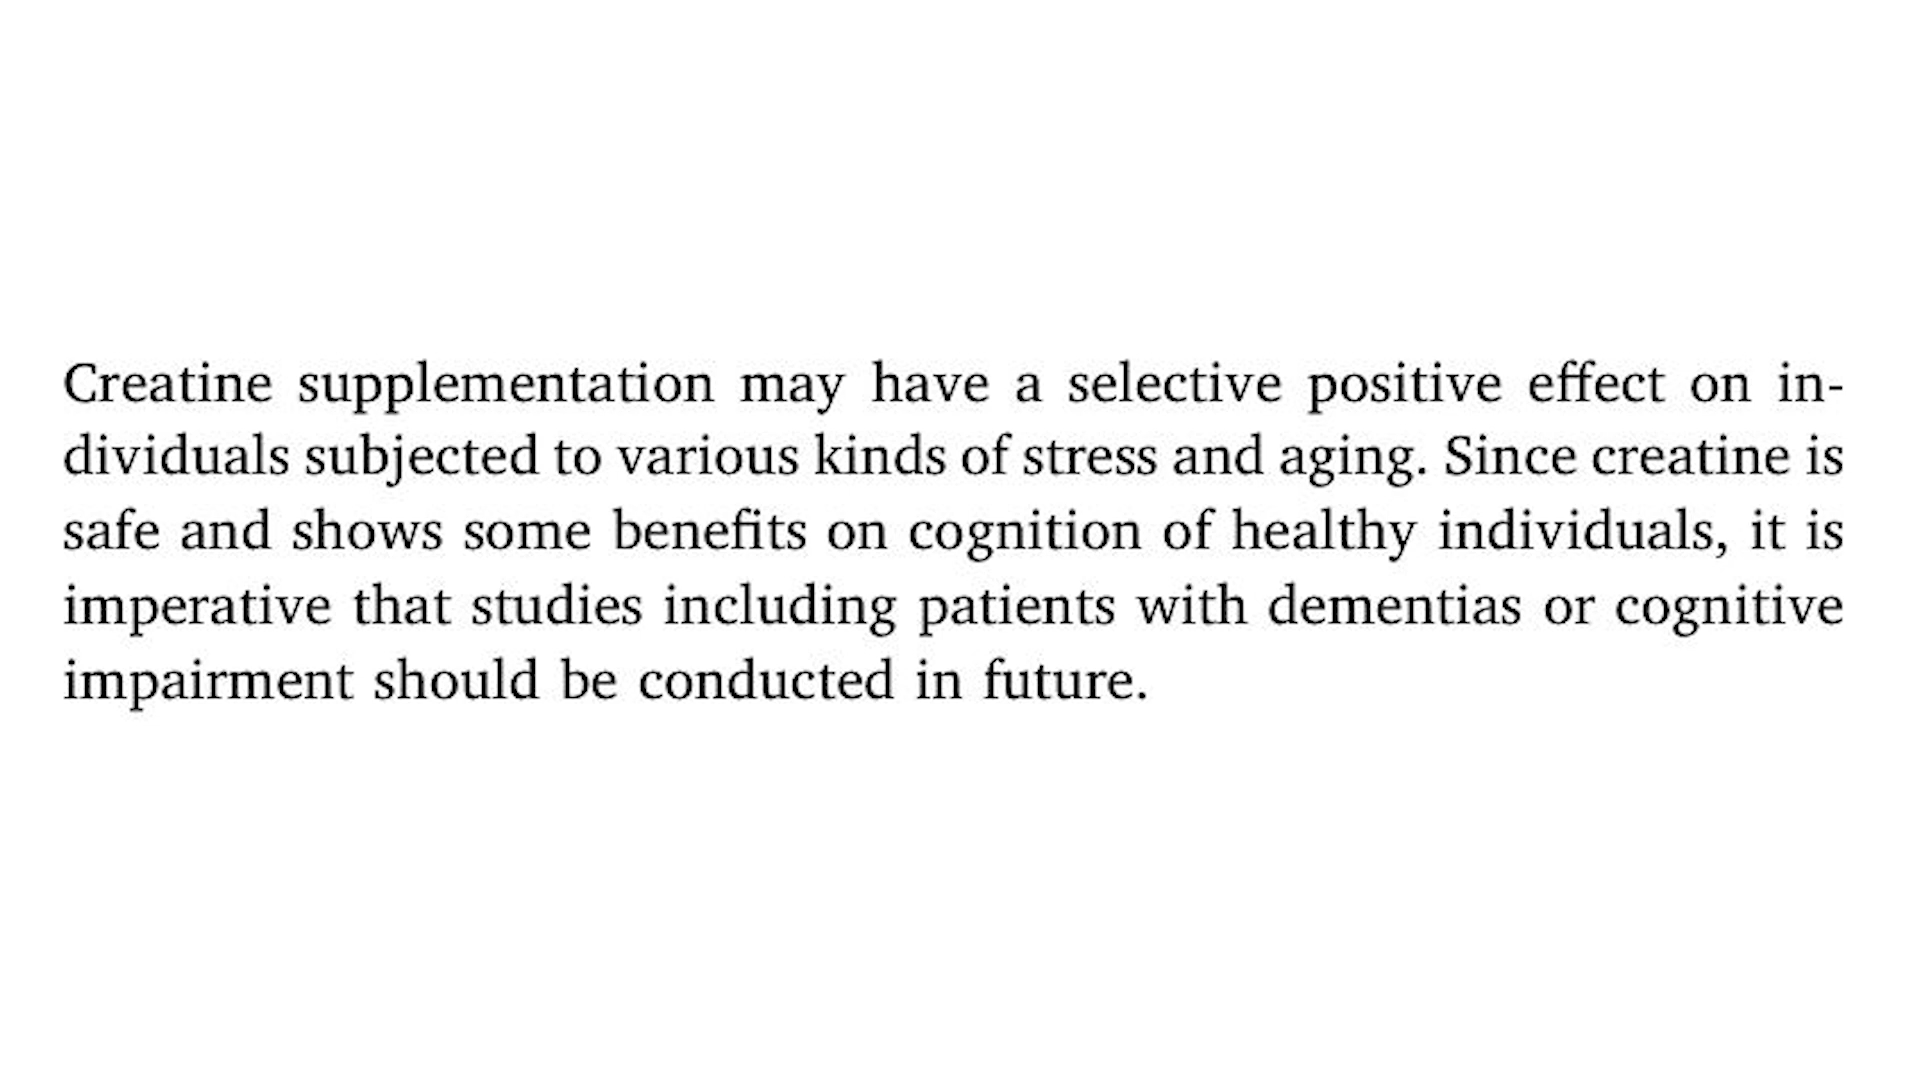 Creatine supplementation may have a selective positive effect on in-
dividuals subjected to various kinds of stress and aging. Since creatine is
safe and shows some benefits on cognition of healthy individuals, it is
imperative that studies including patients with dementias or cognitive
impairment should be conducted in future.